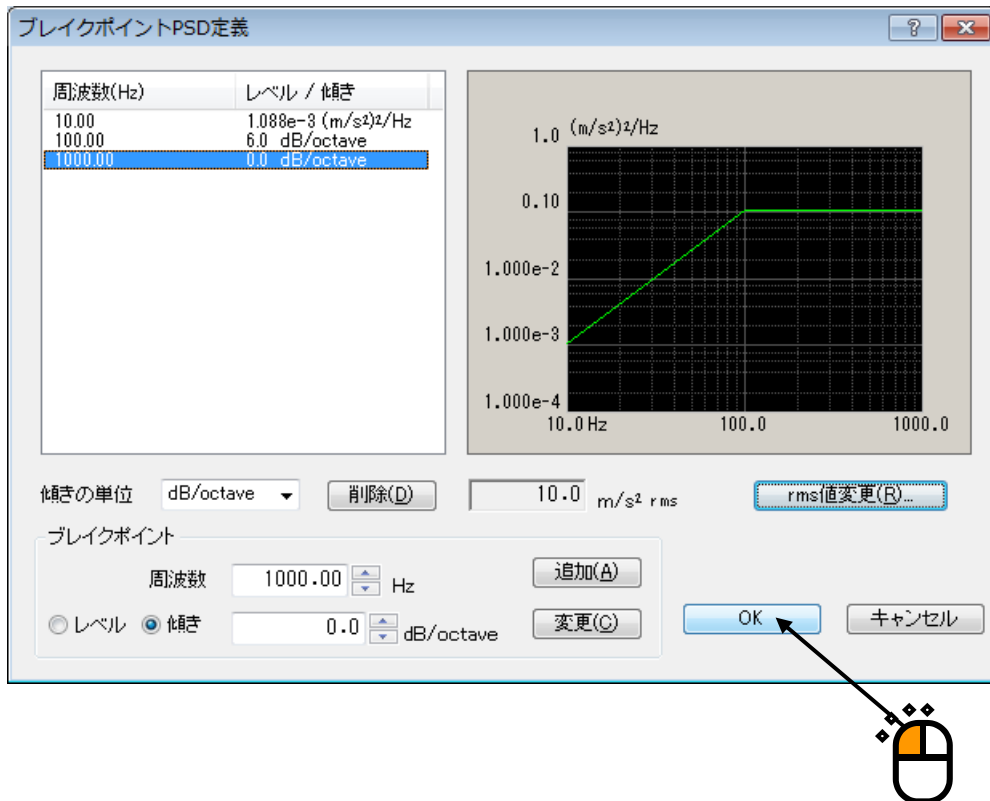 ブレイクポイントPSD定義
周波数(Hz) レベル / 傾き
10.00 1.088e-3 (m/s²)²/Hz
100.00 6.0 dB/octave
1000.00 0.0 dB/octave
1.0 (m/s²)²/Hz
0.10
1.000e-2
1.000e-3
1.000e-4
10.0 Hz 100.0 1000.0
傾きの単位 dB/octave 削除(D) 10.0 m/s² rms rms値変更(R)...
ブレイクポイント
周波数 1000.00 Hz 追加(A)
レベル 傾き 0.0 dB/octave 変更(C) OK キャンセル